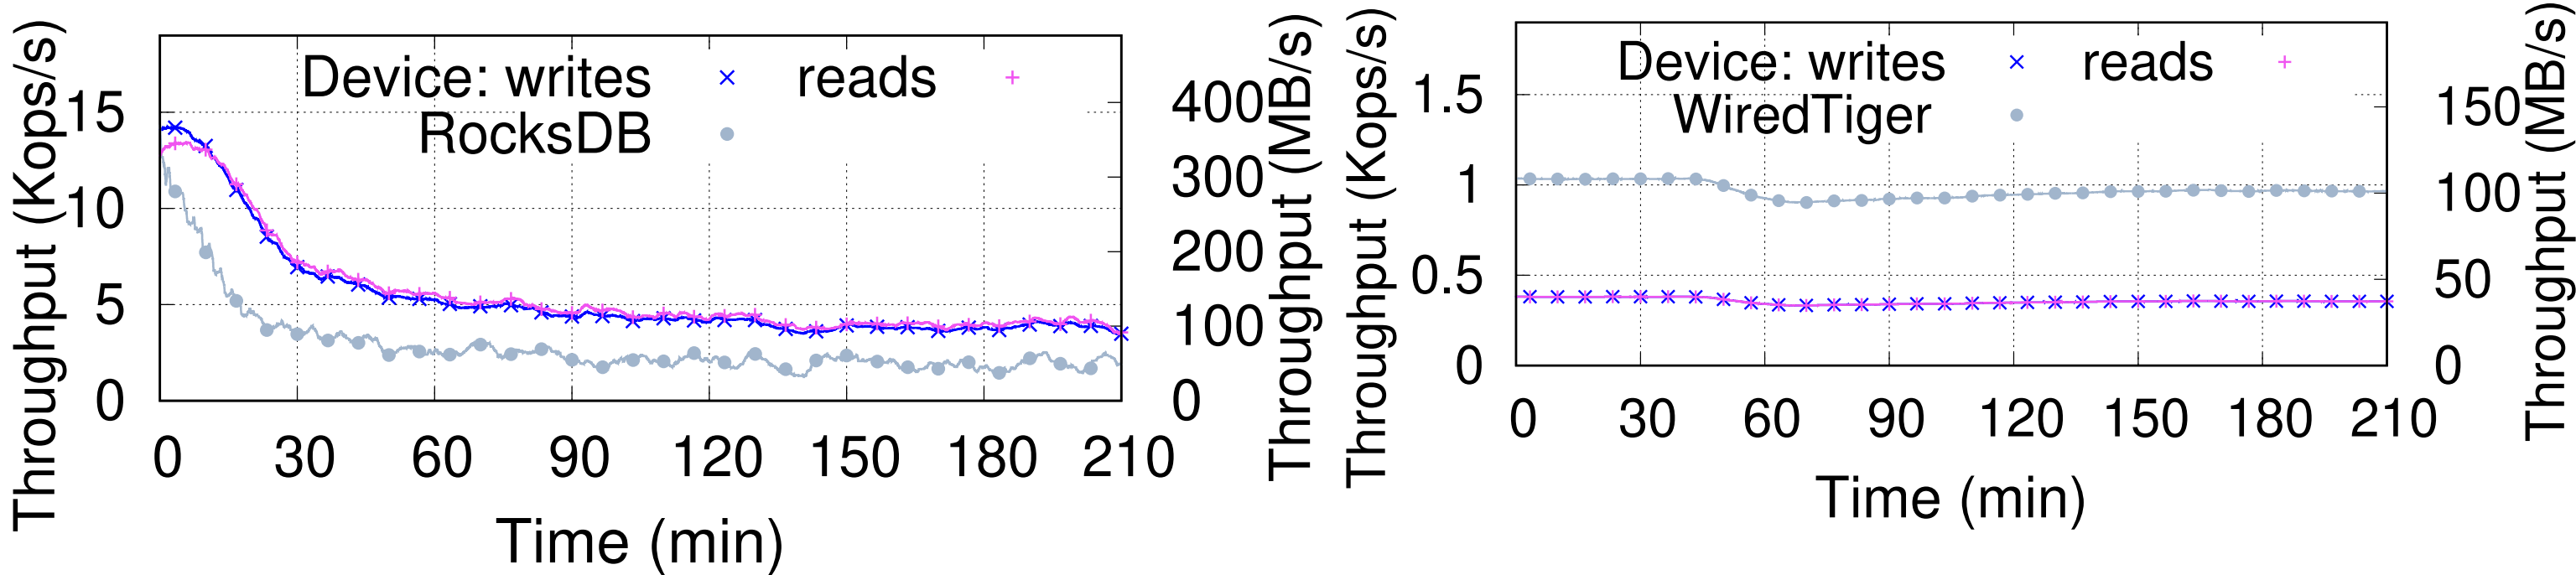 Throughput (Kops/s)
15
10
5
0
Device: writes reads
RocksDB
400
300
200
100
0
Throughput (MB/s)
0 30 60 90 120 150 180 210
Time (min)
Throughput (Kops/s)
1.5
1
0.5
0
Device: writes reads
WiredTiger
150
100
50
0
Throughput (MB/s)
0 30 60 90 120 150 180 210
Time (min)